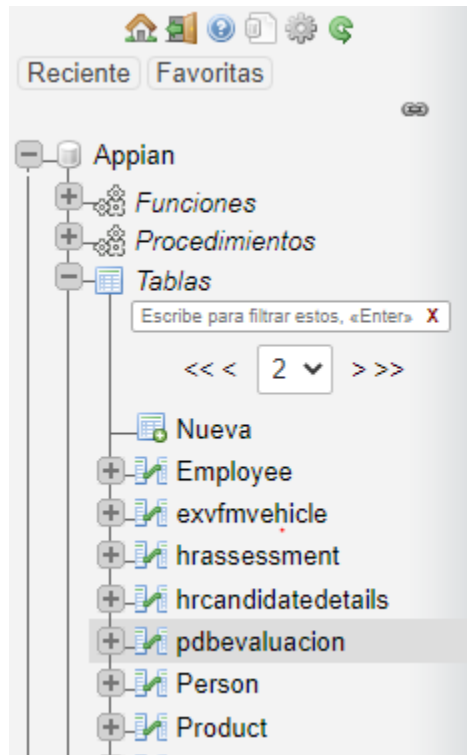 Reciente Favoritas
Appian
Funciones
Procedimientos
Tablas
Escribe para filtrar estos, «Enter» X
<< < 2 > >>
Nueva
Employee
exvfmvehicle
hrassessment
hrcandidatedetails
pdbevaluacion
Person
Product